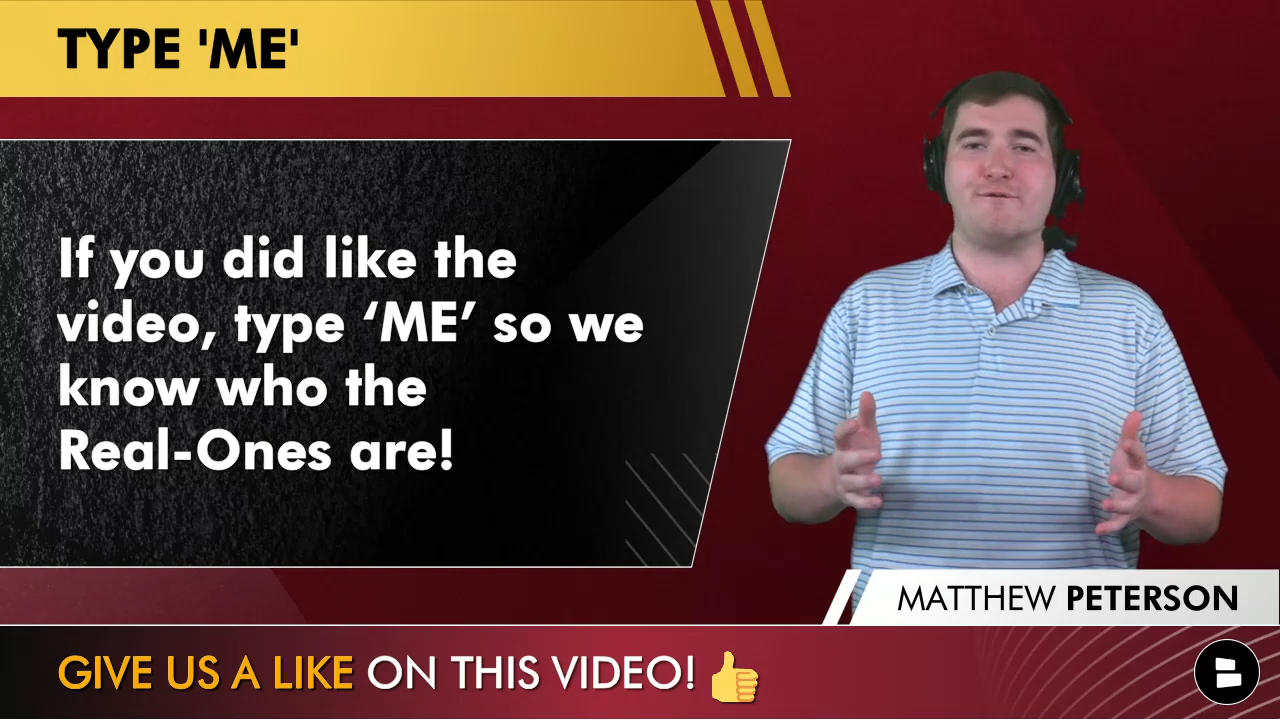 TYPE 'ME'
If you did like the
video, type ‘ME’ so we
know who the
Real-Ones are!
MATTHEW PETERSON
GIVE US A LIKE ON THIS VIDEO!